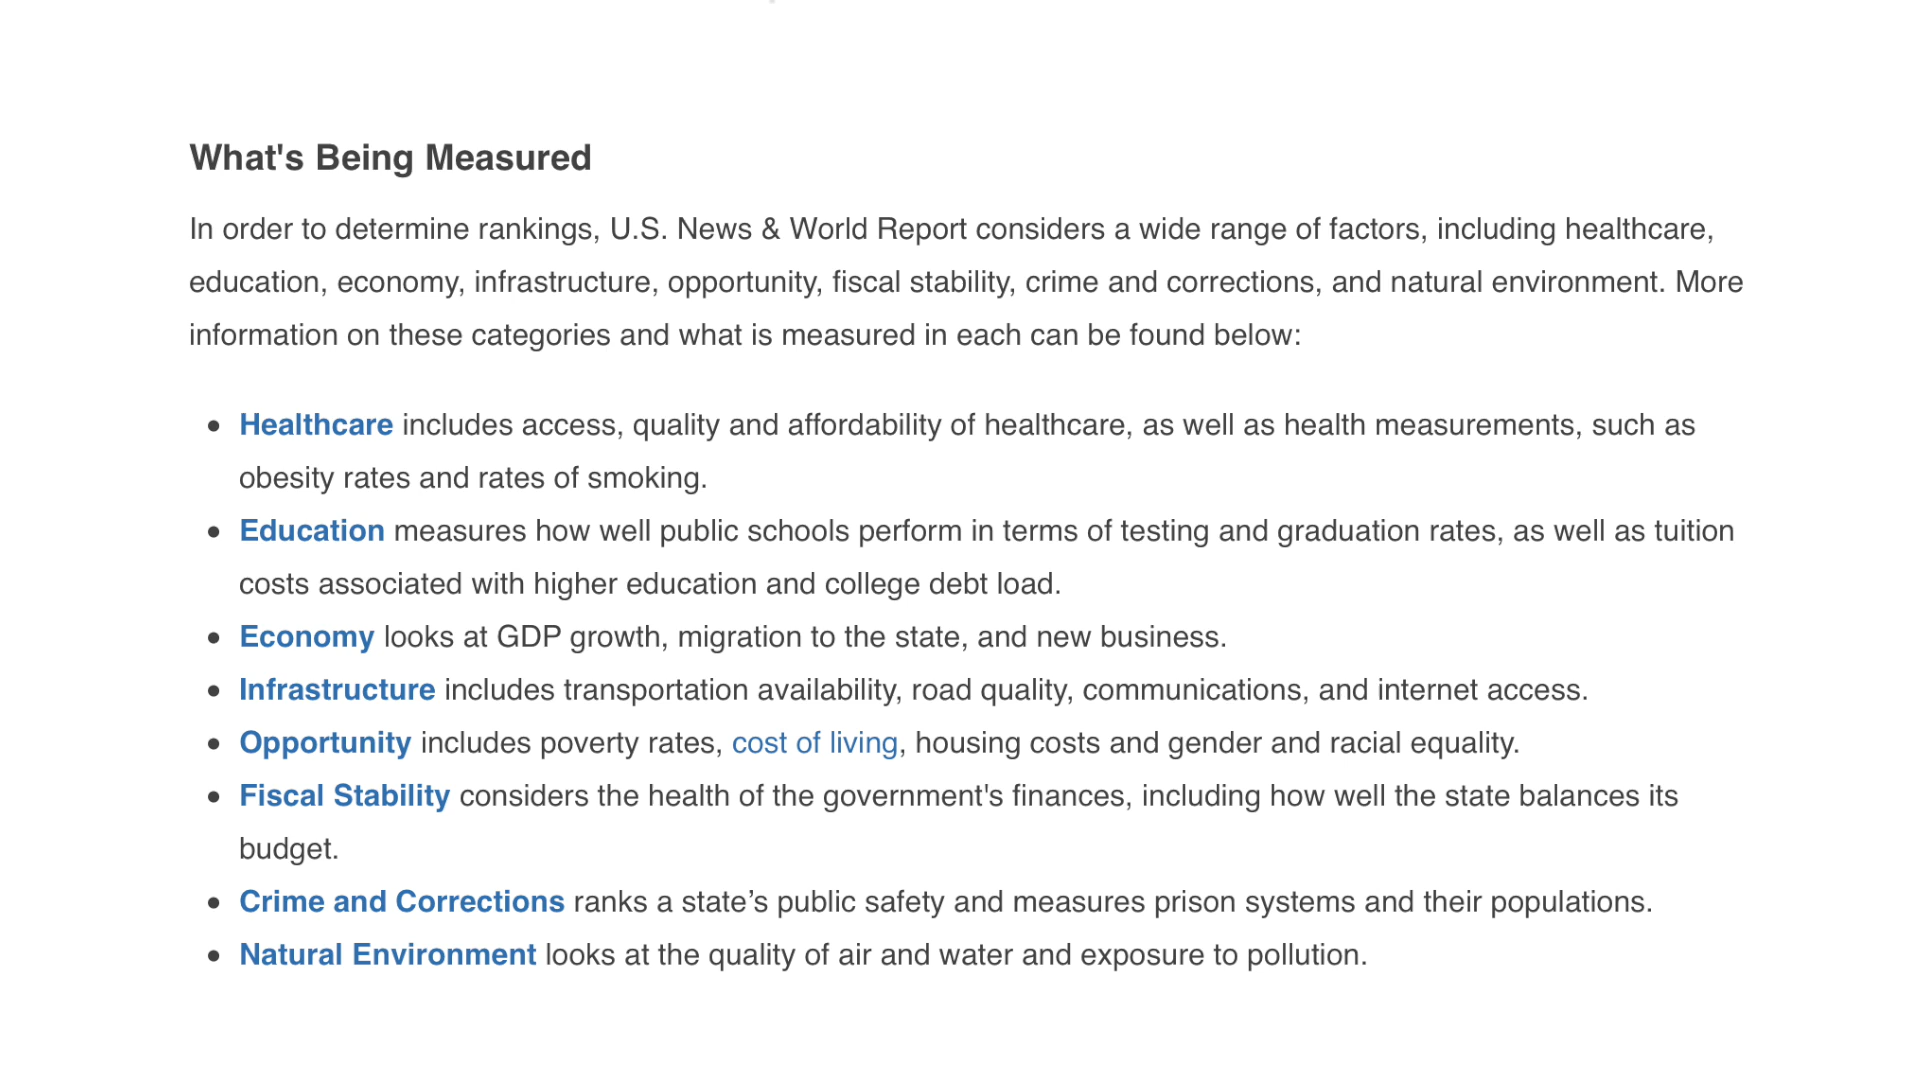 What's Being Measured
In order to determine rankings, U.S. News & World Report considers a wide range of factors, including healthcare,
education, economy, infrastructure, opportunity, fiscal stability, crime and corrections, and natural environment. More
information on these categories and what is measured in each can be found below:
• Healthcare includes access, quality and affordability of healthcare, as well as health measurements, such as
obesity rates and rates of smoking.
• Education measures how well public schools perform in terms of testing and graduation rates, as well as tuition
costs associated with higher education and college debt load.
• Economy looks at GDP growth, migration to the state, and new business.
• Infrastructure includes transportation availability, road quality, communications, and internet access.
• Opportunity includes poverty rates, cost of living, housing costs and gender and racial equality.
• Fiscal Stability considers the health of the government's finances, including how well the state balances its
budget.
• Crime and Corrections ranks a state’s public safety and measures prison systems and their populations.
• Natural Environment looks at the quality of air and water and exposure to pollution.